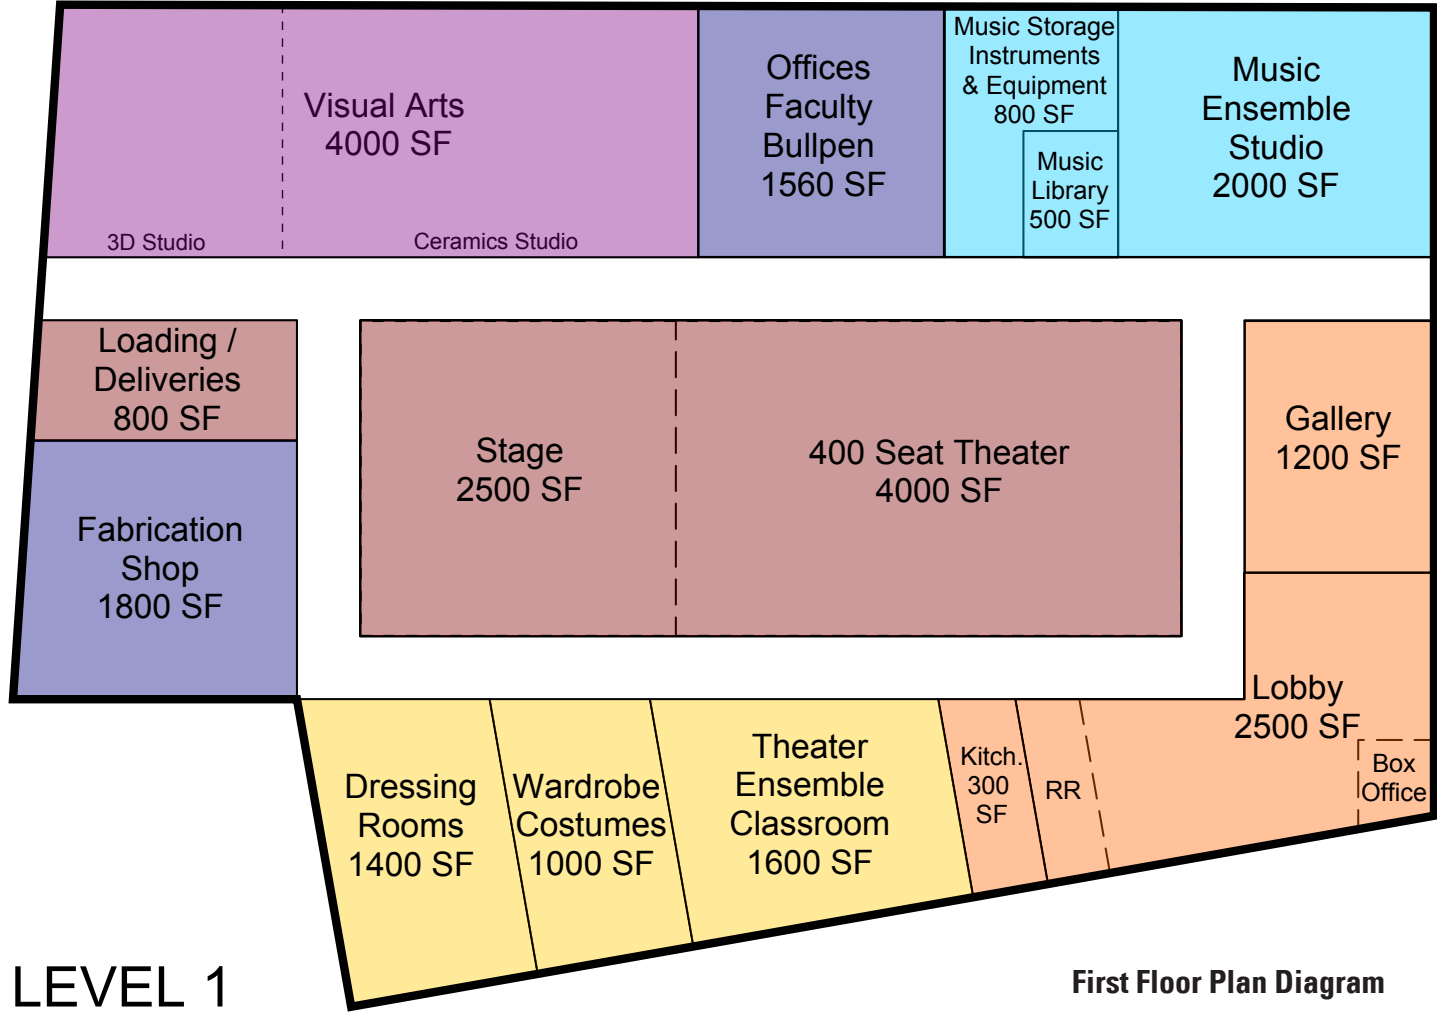 Visual Arts
4000 SF
3D Studio
Ceramics Studio
Offices
Faculty
Bullpen
1560 SF
Music Storage
Instruments
& Equipment
800 SF
Music
Library
500 SF
Music
Ensemble
Studio
2000 SF
Loading /
Deliveries
800 SF
Fabrication
Shop
1800 SF
Stage
2500 SF
400 Seat Theater
4000 SF
Gallery
1200 SF
Lobby
2500 SF
Box
Office
Dressing
Rooms
1400 SF
Wardrobe
Costumes
1000 SF
Theater
Ensemble
Classroom
1600 SF
Kitch.
300
SF
RR
LEVEL 1
First Floor Plan Diagram